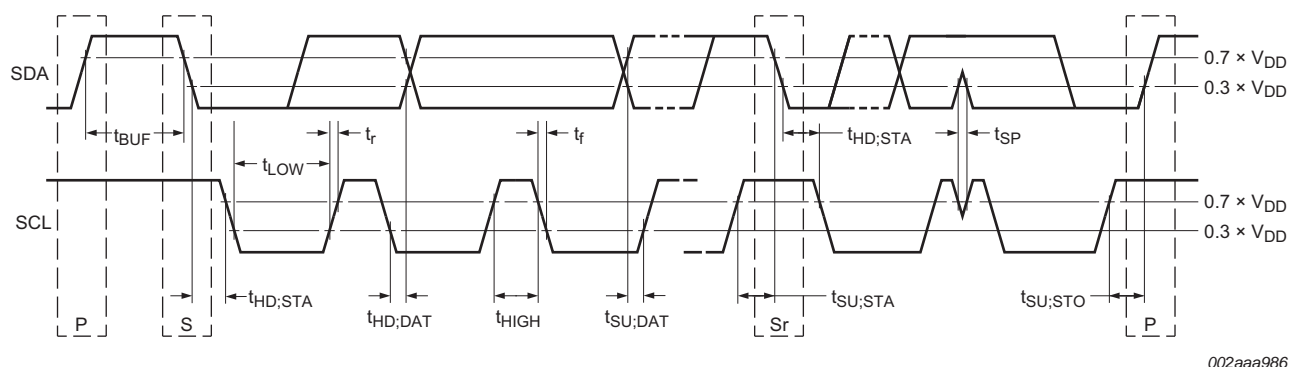 SDA
0.7 × VDD
0.3 × VDD
tBUF
tLOW
tr
tf
tHD;STA
tSP
SCL
0.7 × VDD
0.3 × VDD
tHD;STA
tHD;DAT
tHIGH
tSU;DAT
tSU;STA
tSU;STO
P
S
Sr
P
002aaa986